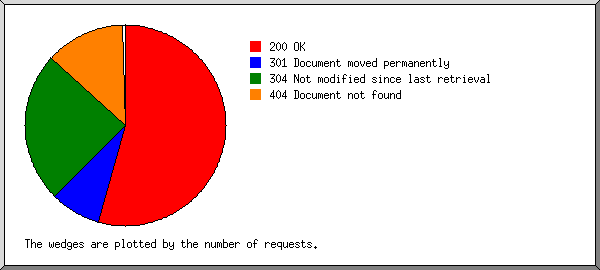 200 OK
301 Document moved permanently
304 Not modified since last retrieval
404 Document not found
The wedges are plotted by the number of requests.